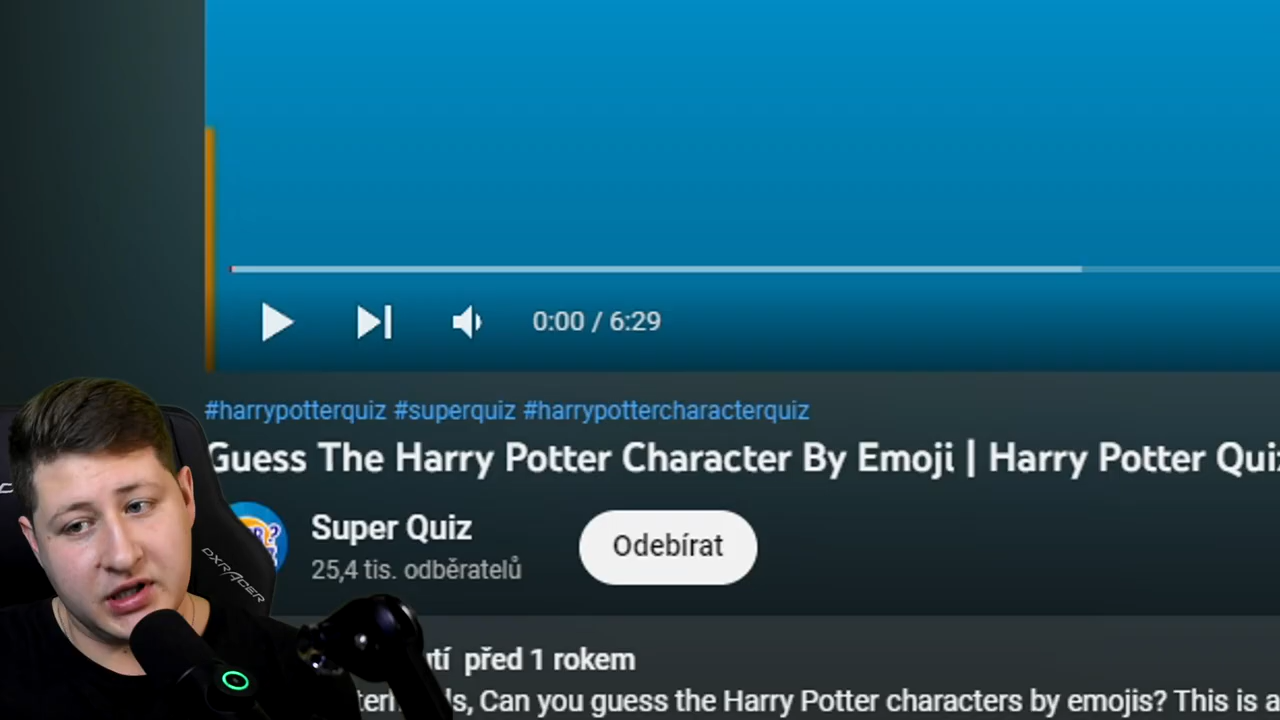 0:00 / 6:29
#harrypotterquiz #superquiz #harrypottercharacterquiz
Guess The Harry Potter Character By Emoji | Harry Potter Quiz
Super Quiz
Odebírat
25,4 tis. odběratelů
DXRACER
před 1 rokem
Can you guess the Harry Potter characters by emojis? This is a